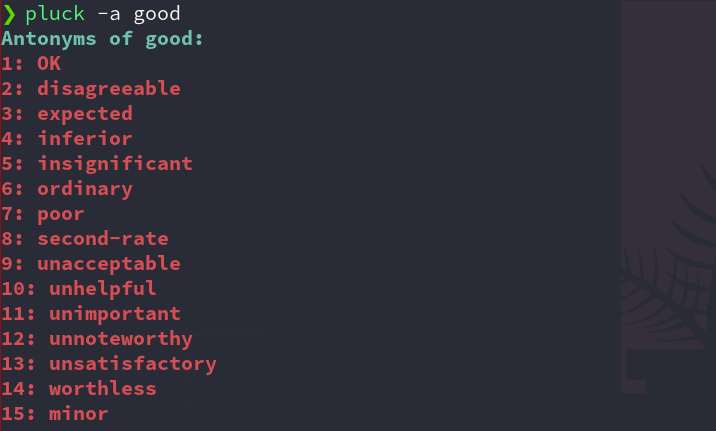 ❯ pluck -a good
Antonyms of good:
1: OK
2: disagreeable
3: expected
4: inferior
5: insignificant
6: ordinary
7: poor
8: second-rate
9: unacceptable
10: unhelpful
11: unimportant
12: unnoteworthy
13: unsatisfactory
14: worthless
15: minor